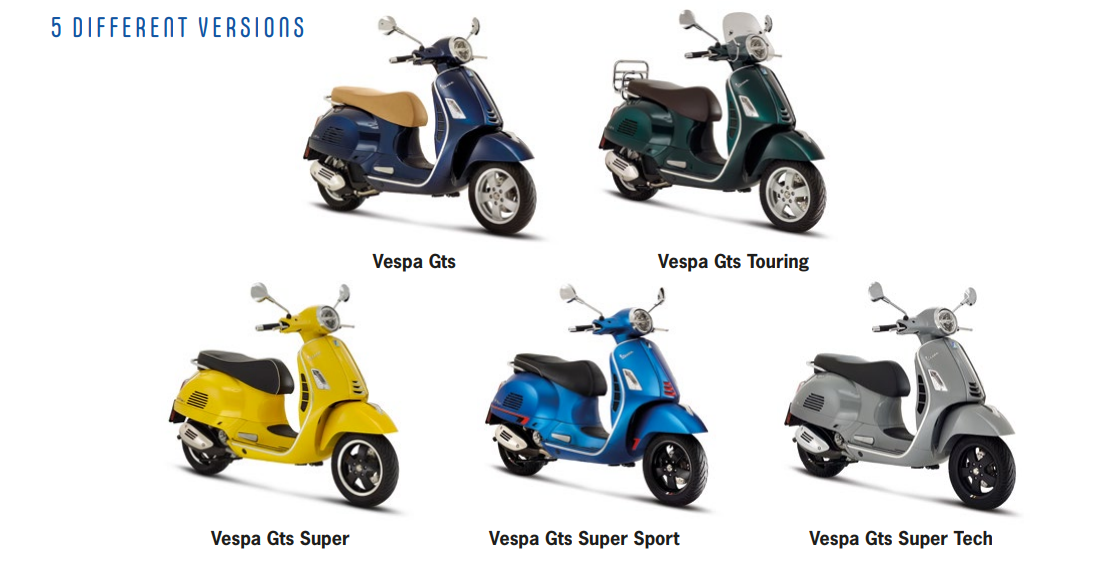 5 DIFFERENT VERSIONS
Vespa Gts
Vespa Gts Touring
Vespa Gts Super
Vespa Gts Super Sport
Vespa Gts Super Tech